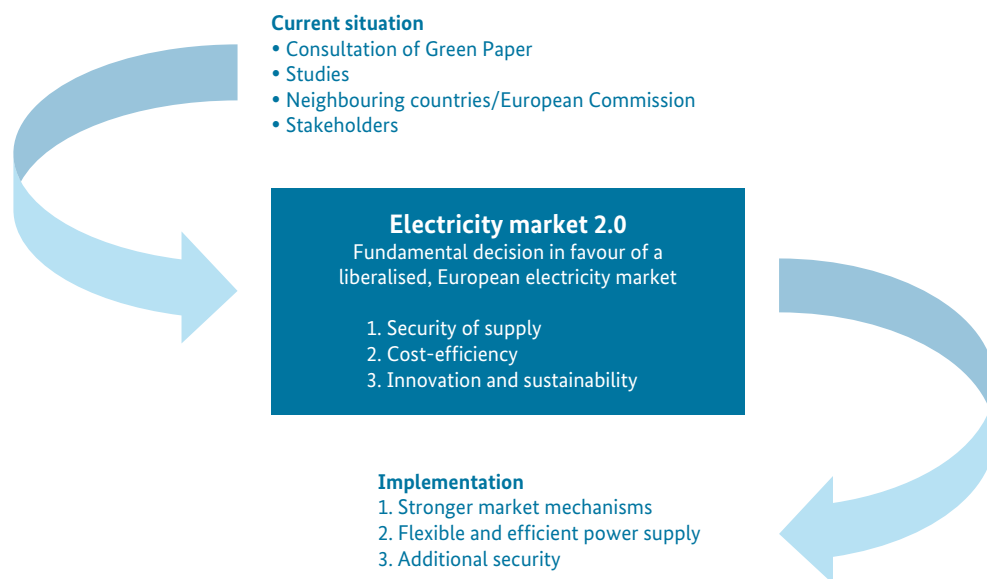 Current situation
• Consultation of Green Paper
• Studies
• Neighbouring countries/European Commission
• Stakeholders
Electricity market 2.0
Fundamental decision in favour of a
liberalised, European electricity market
1. Security of supply
2. Cost-efficiency
3. Innovation and sustainability
Implementation
1. Stronger market mechanisms
2. Flexible and efficient power supply
3. Additional security